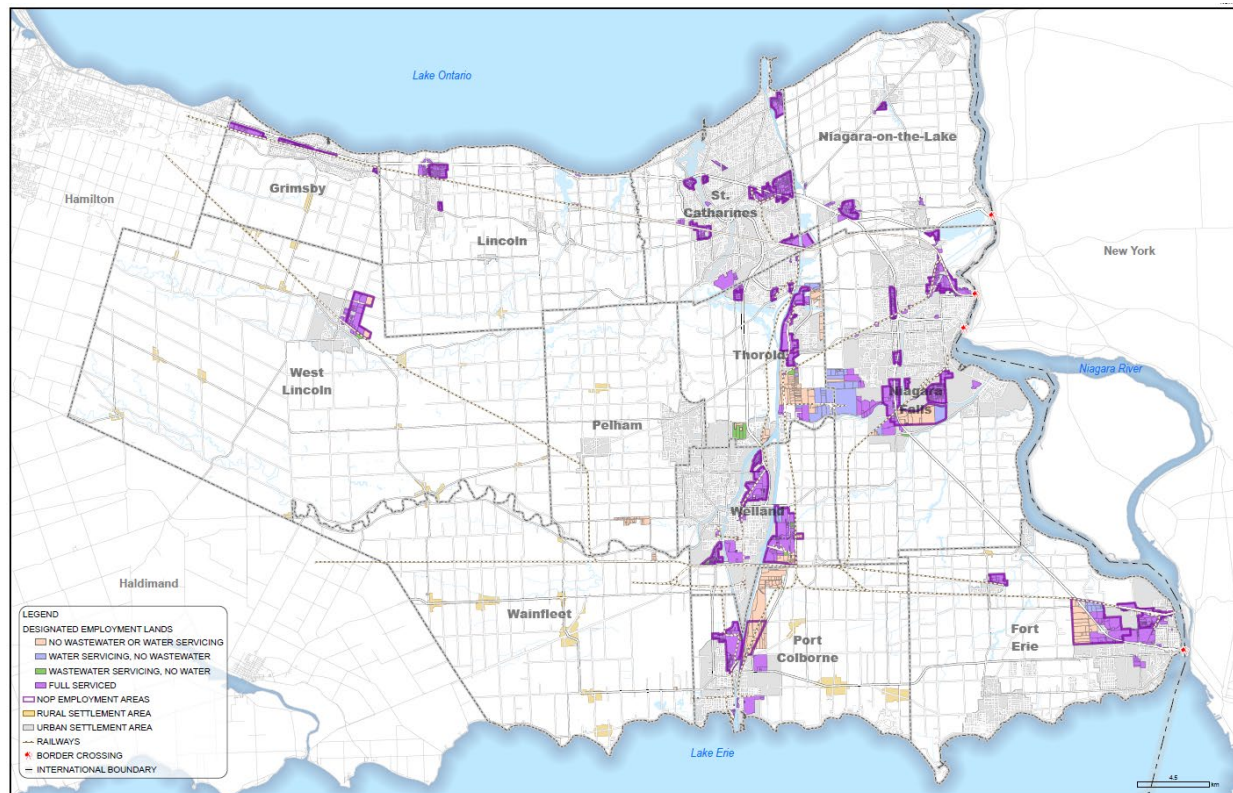 Lake Ontario
Niagara-on-the-Lake
Grimsby
St.
Catharines
Hamilton
Lincoln
New York
Thorold
West
Lincoln
Niagara River
Niagara
Falls
Pelham
Welland
Haldimand
Wainfleet
Port
Colborne
Fort
Erie
Lake Erie
LEGEND
DESIGNATED EMPLOYMENT LANDS
NO WASTEWATER OR WATER SERVICING
WATER SERVICING, NO WASTEWATER
WASTEWATER SERVICING, NO WATER
FULL SERVICED
NOP EMPLOYMENT AREAS
RURAL SETTLEMENT AREA
URBAN SETTLEMENT AREA
RAILWAYS
BORDER CROSSING
INTERNATIONAL BOUNDARY
4.5
km